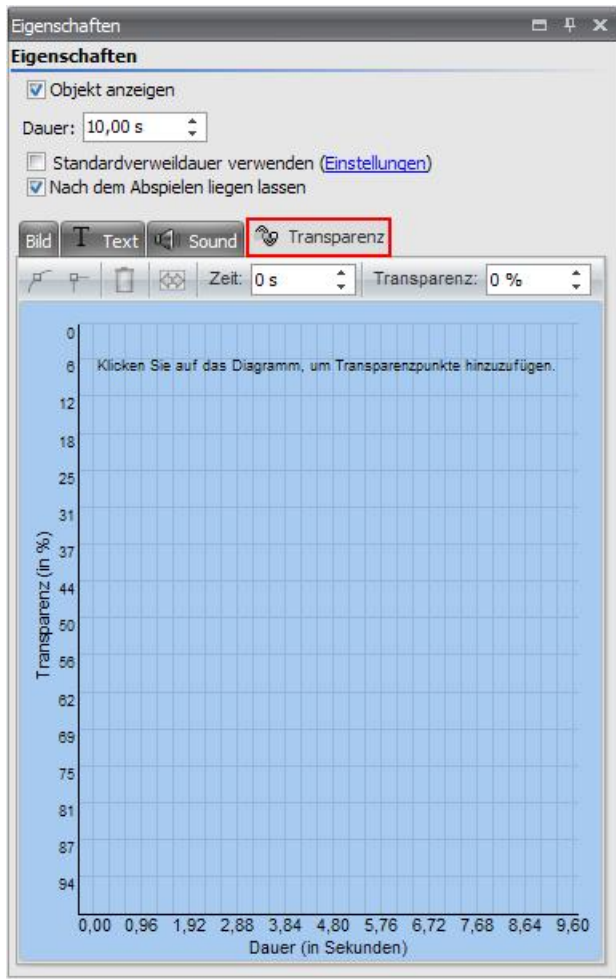 Eigenschaften
Eigenschaften
Objekt anzeigen
Dauer: 10,00 s
Standardverweildauer verwenden (Einstellungen)
Nach dem Abspielen liegen lassen
Bild T Text Sound Transparenz
Zeit: 0 s Transparenz: 0 %
0
6 Klicken Sie auf das Diagramm, um Transparenzpunkte hinzuzufügen.
12
18
25
31
37
44
50
56
62
69
75
81
87
94
Transparenz (in %)
0,00 0,96 1,92 2,88 3,84 4,80 5,76 6,72 7,68 8,64 9,60
Dauer (in Sekunden)